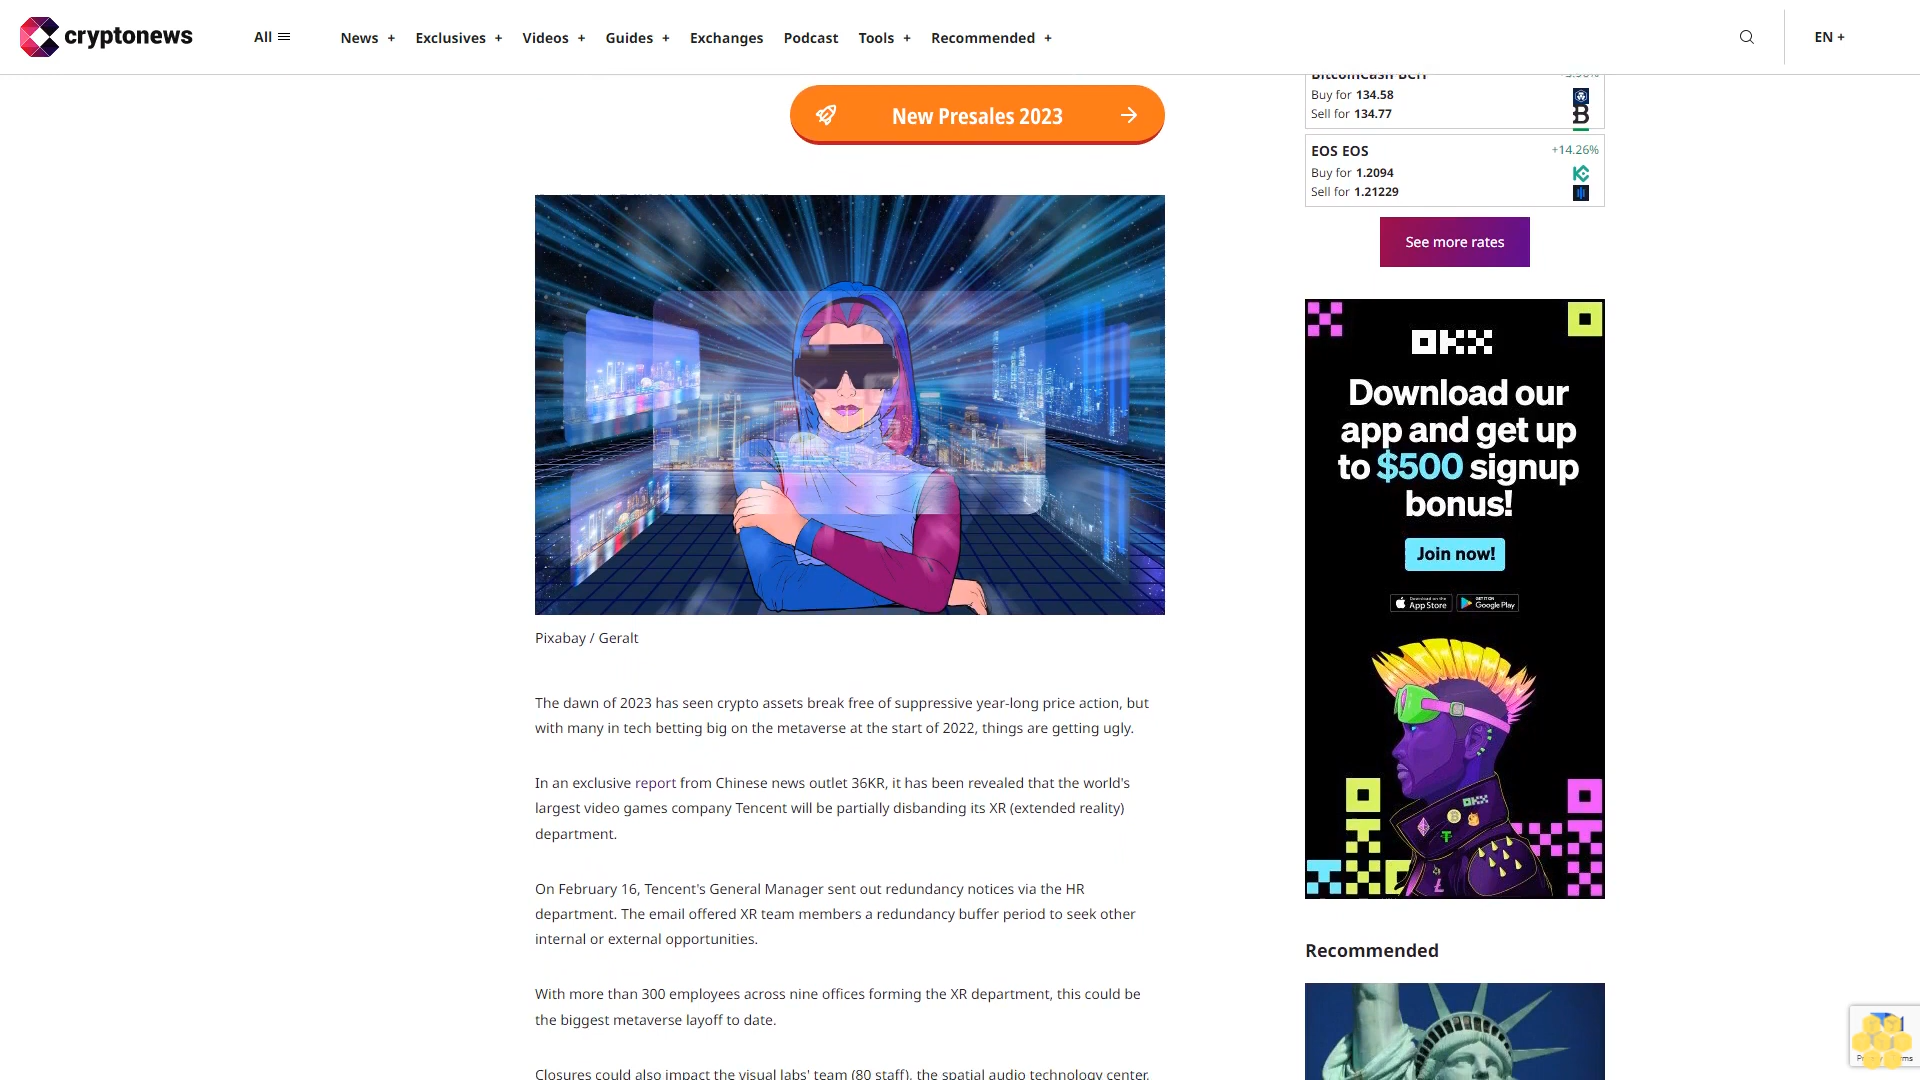 cryptonews
All
News +
Exclusives +
Videos +
Guides +
Exchanges
Podcast
Tools +
Recommended +
EN +
New Presales 2023
Buy for 134.58
Sell for 134.77
EOS EOS
+14.26%
Buy for 1.2094
Sell for 1.21229
See more rates
OKX
Download our
app and get up
to $500 signup
bonus!
Join now!
Download on the
App Store
GET IT ON
Google Play
Pixabay / Geralt
The dawn of 2023 has seen crypto assets break free of suppressive year-long price action, but
with many in tech betting big on the metaverse at the start of 2022, things are getting ugly.
In an exclusive report from Chinese news outlet 36KR, it has been revealed that the world's
largest video games company Tencent will be partially disbanding its XR (extended reality)
department.
On February 16, Tencent's General Manager sent out redundancy notices via the HR
department. The email offered XR team members a redundancy buffer period to seek other
internal or external opportunities.
With more than 300 employees across nine offices forming the XR department, this could be
the biggest metaverse layoff to date.
Closures could also impact the visual labs' team (80 staff), the spatial audio technology center,
Recommended